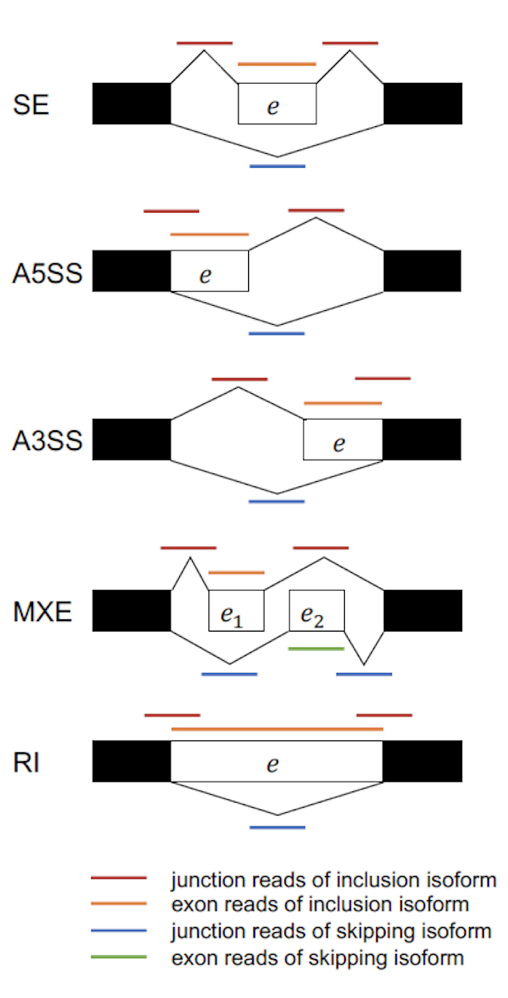 SE
e
A5SS
e
A3SS
e
MXE
e₁
e₂
RI
e
junction reads of inclusion isoform
exon reads of inclusion isoform
junction reads of skipping isoform
exon reads of skipping isoform